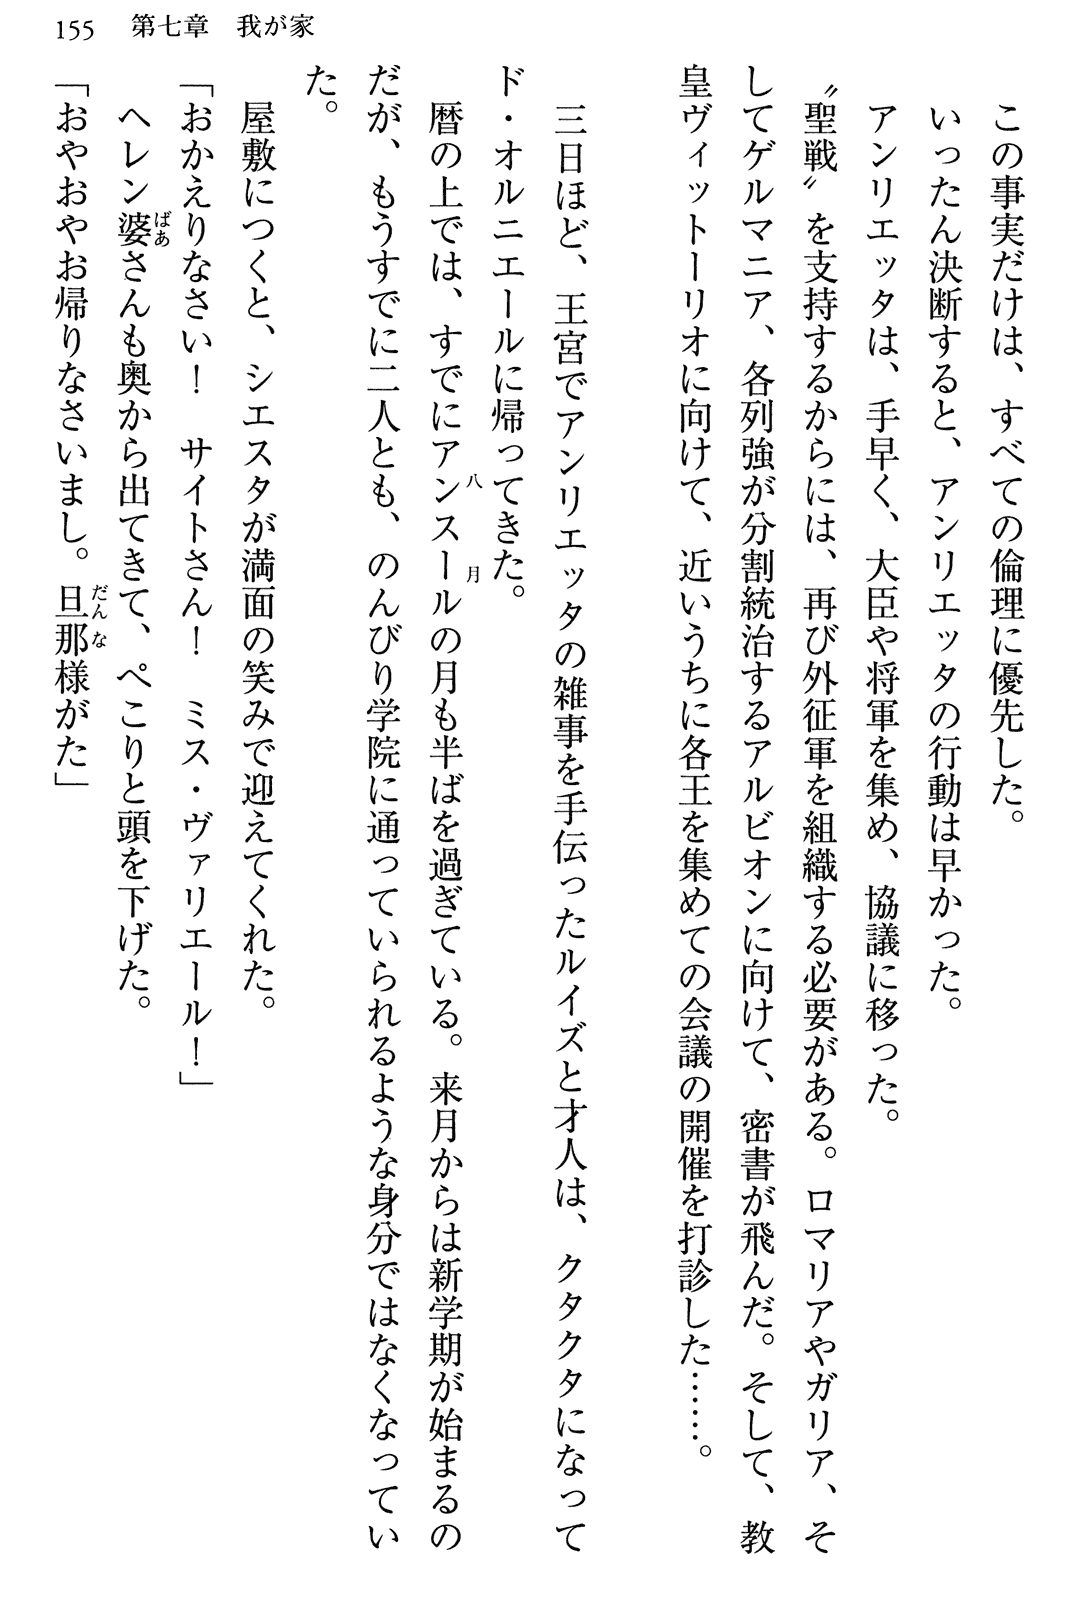 155 第七章 我が家
この事実だけは、すべての倫理に優先した。
いったん決断すると、アンリエッタの行動は早かった。
アンリエッタは、手早く、大臣や将軍を集め、協議に移った。
〝聖戦〟を支持するからには、再び外征軍を組織する必要がある。ロマリアやガリア、そ
してゲルマニア、各列強が分割統治するアルビオンに向けて、密書が飛んだ。そして、教
皇ヴィットーリオに向けて、近いうちに各王を集めての会議の開催を打診した……。
三日ほど、王宮でアンリエッタの雑事を手伝ったルイズと才人は、クタクタになって
ド・オルニエールに帰ってきた。
暦の上では、すでにアンスールの月も半ばを過ぎている。来月からは新学期が始まるの
八月
だが、もうすでに二人とも、のんびり学院に通っていられるような身分ではなくなってい
た。
屋敷につくと、シエスタが満面の笑みで迎えてくれた。
「おかえりなさい！　サイトさん！　ミス・ヴァリエール！」
ヘレン婆さんも奥から出てきて、ぺこりと頭を下げた。
ばあ
「おやおやお帰りなさいまし。旦那様がた」
だんな